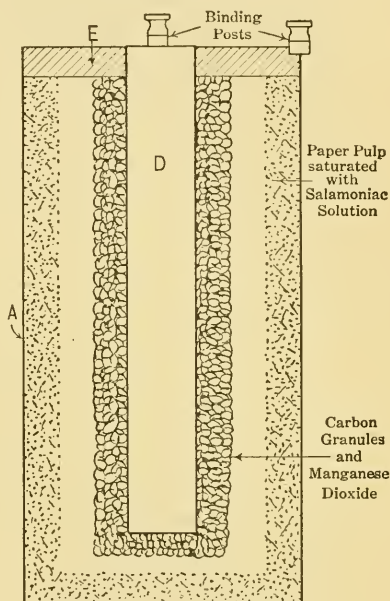 Binding
Posts
E
D
Paper Pulp
saturated
with
Salamoniac
Solution
A
Carbon
Granules
and
Manganese
Dioxide